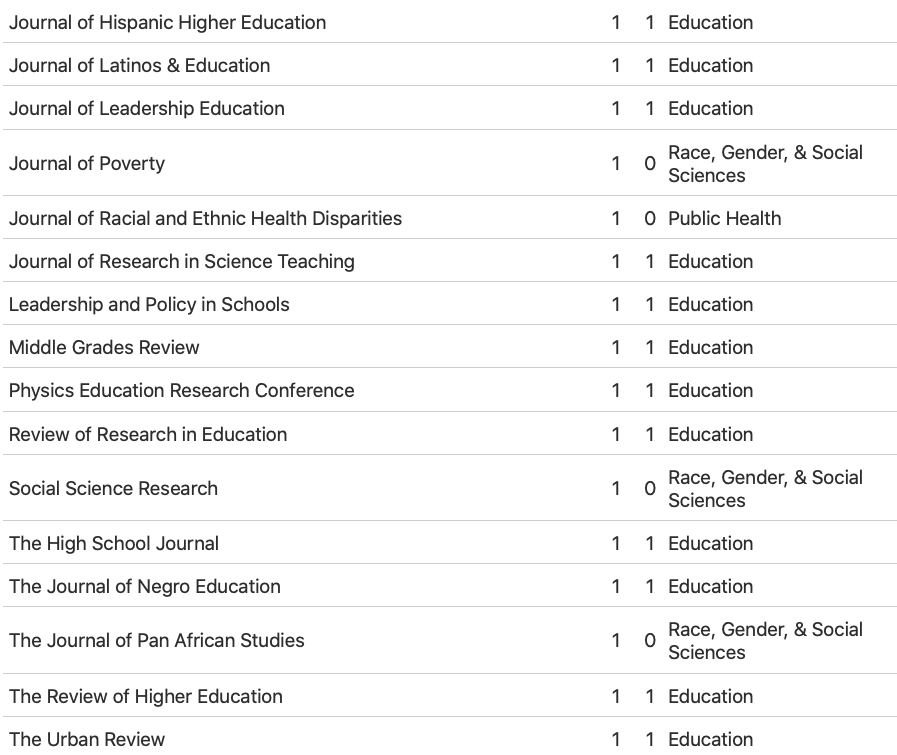 Journal of Hispanic Higher Education 1 1 Education
Journal of Latinos & Education 1 1 Education
Journal of Leadership Education 1 1 Education
Journal of Poverty 1 0 Race, Gender, & Social
Sciences
Journal of Racial and Ethnic Health Disparities 1 0 Public Health
Journal of Research in Science Teaching 1 1 Education
Leadership and Policy in Schools 1 1 Education
Middle Grades Review 1 1 Education
Physics Education Research Conference 1 1 Education
Review of Research in Education 1 1 Education
Social Science Research 1 0 Race, Gender, & Social
Sciences
The High School Journal 1 1 Education
The Journal of Negro Education 1 1 Education
The Journal of Pan African Studies 1 0 Race, Gender, & Social
Sciences
The Review of Higher Education 1 1 Education
The Urban Review 1 1 Education